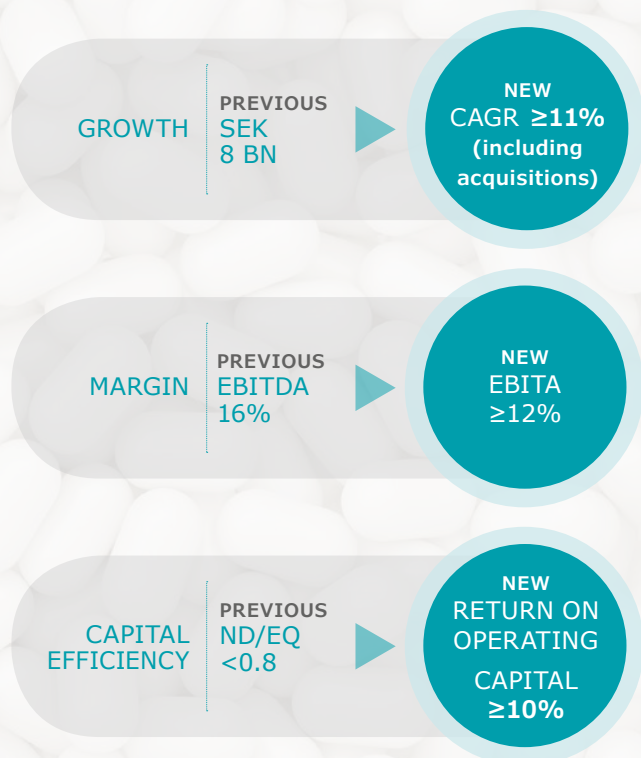 GROWTH
PREVIOUS
SEK
8 BN
NEW
CAGR ≥11%
(including
acquisitions)
MARGIN
PREVIOUS
EBITDA
16%
NEW
EBITA
≥12%
CAPITAL
EFFICIENCY
PREVIOUS
ND/EQ
<0.8
NEW
RETURN ON
OPERATING
CAPITAL
≥10%